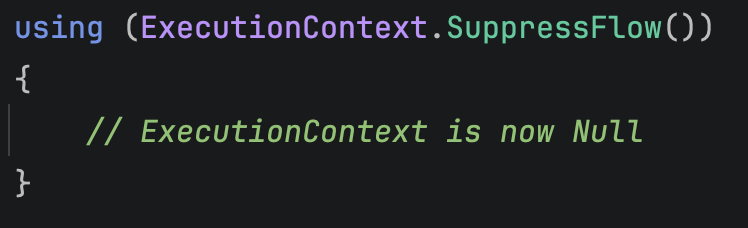 using (ExecutionContext.SuppressFlow())
{
// ExecutionContext is now Null
}